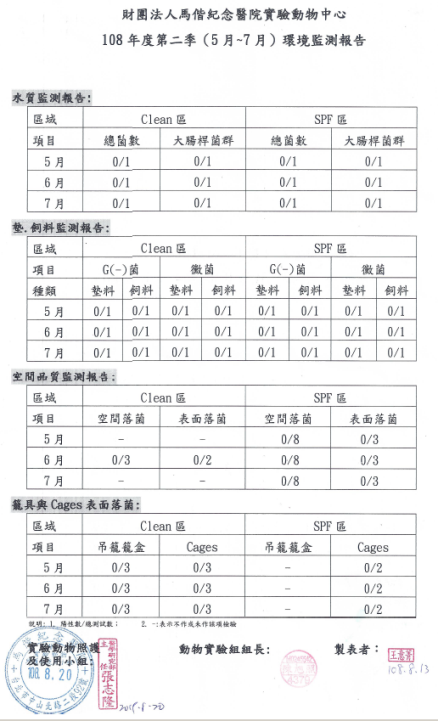 財團法人馬偕紀念醫院實驗動物中心
108 年度第二季（5 月~7 月）環境監測報告
水質監測報告:
區域 Clean 區 SPF 區
項目 總菌數 大腸桿菌群 總菌數 大腸桿菌群
5 月 0/1 0/1 0/1 0/1
6 月 0/1 0/1 0/1 0/1
7 月 0/1 0/1 0/1 0/1
墊.飼料監測報告:
區域 Clean 區 SPF 區
項目 G(-)菌 黴菌 G(-)菌 黴菌
種類 墊料 飼料 墊料 飼料 墊料 飼料 墊料 飼料
5 月 0/1 0/1 0/1 0/1 0/1 0/1 0/1 0/1
6 月 0/1 0/1 0/1 0/1 0/1 0/1 0/1 0/1
7 月 0/1 0/1 0/1 0/1 0/1 0/1 0/1 0/1
空間品質監測報告:
區域 Clean 區 SPF 區
項目 空間落菌 表面落菌 空間落菌 表面落菌
5 月 - - 0/8 0/3
6 月 0/3 0/2 0/8 0/3
7 月 - - 0/8 0/3
籠具與 Cages 表面落菌:
區域 Clean 區 SPF 區
項目 吊籠籠盒 Cages 吊籠籠盒 Cages
5 月 0/3 0/3 - 0/2
6 月 0/3 0/3 - 0/2
7 月 0/3 0/3 - 0/2
說明: 1. 陽性數/總測試數; 2. -:表示不作或未作該項檢驗
實驗動物照護
及使用小組: 動物實驗組組長: 製表者:
108. 8. 20
張志隆
108.8.13